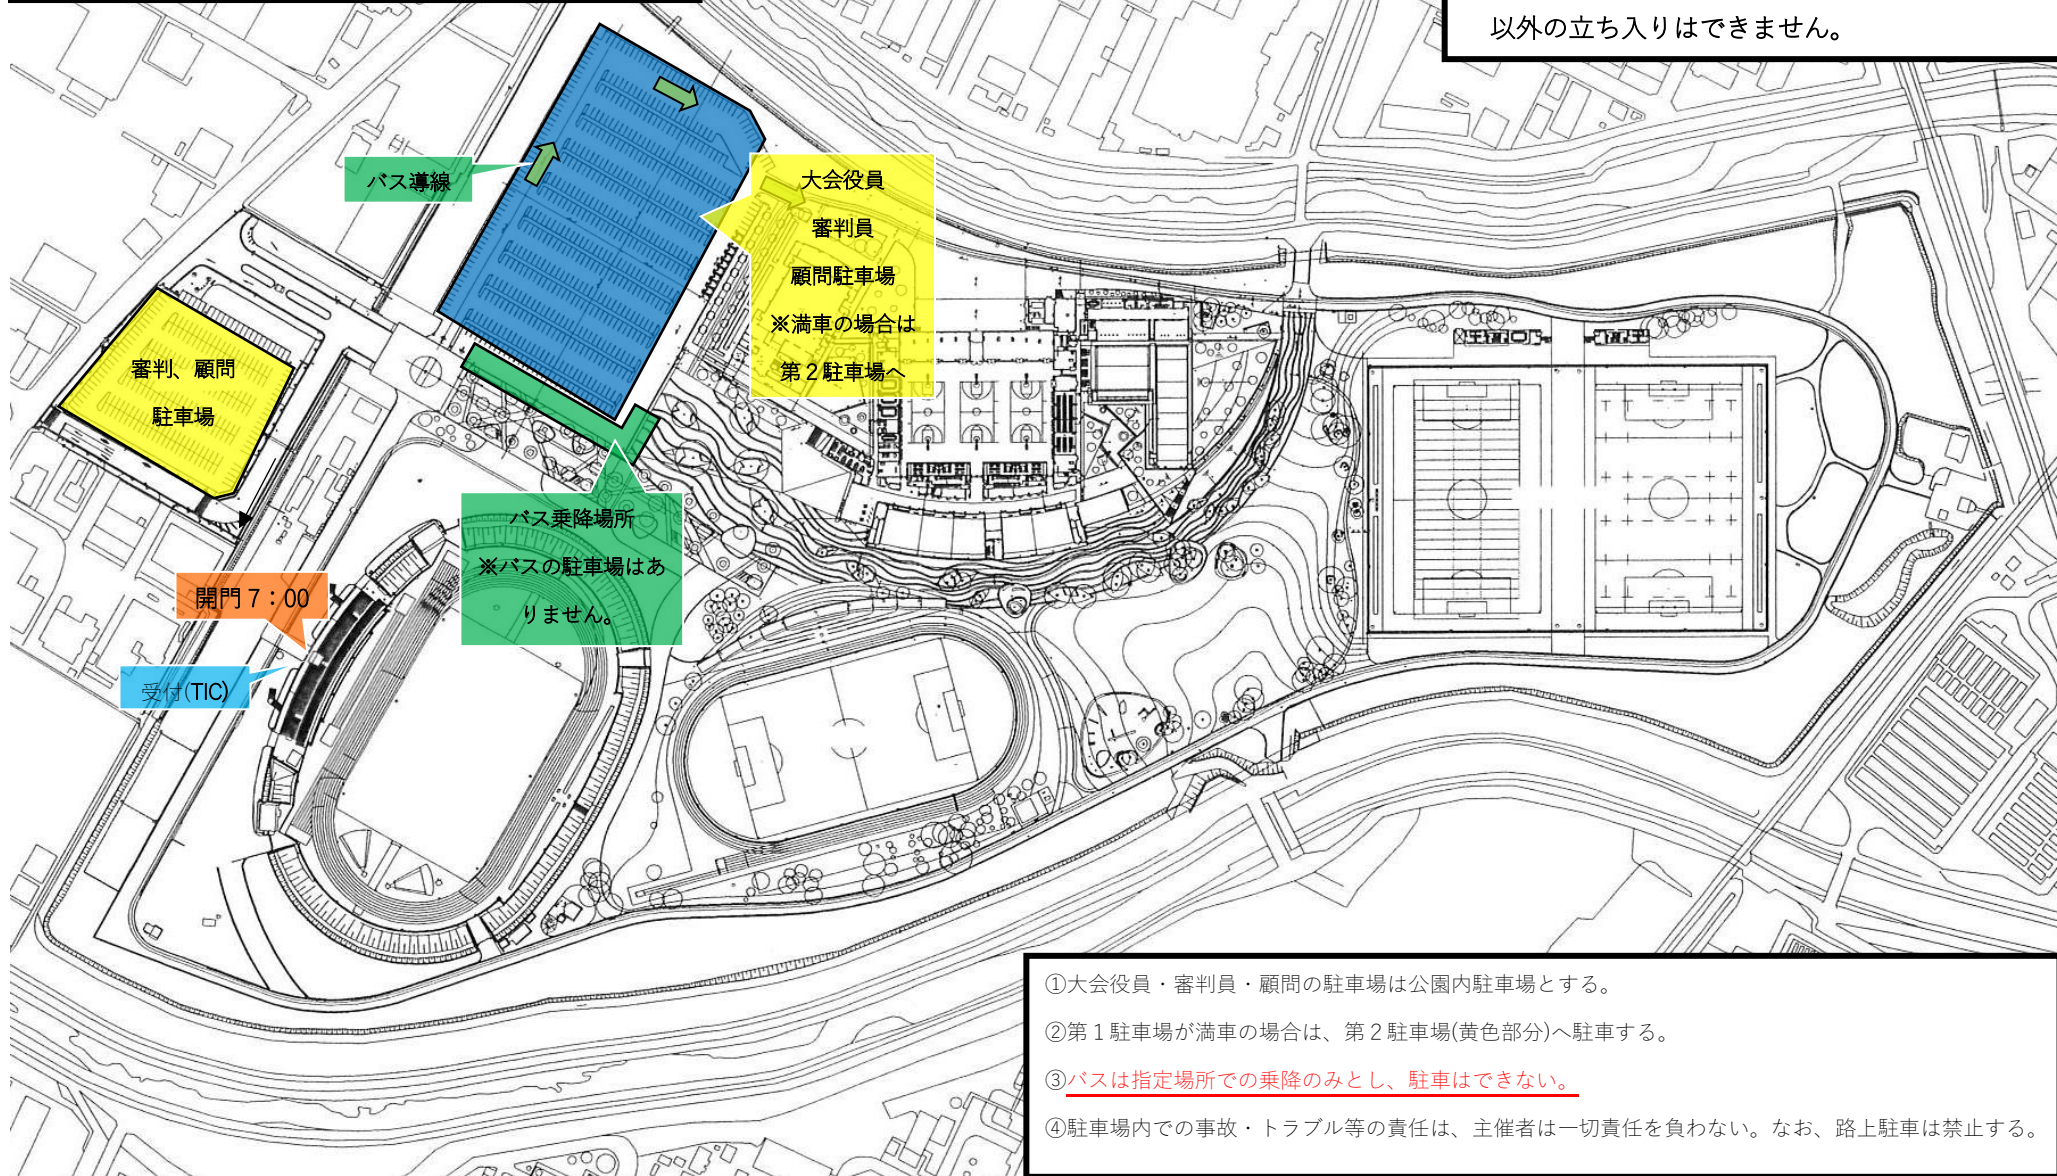 以外の立ち入りはできません。
バス導線
大会役員
審判員
顧問駐車場
※満車の場合は
第２駐車場へ
審判、顧問
駐車場
バス乗降場所
※バスの駐車場はあ
りません。
開門 7：00
受付(TIC)
①大会役員・審判員・顧問の駐車場は公園内駐車場とする。
②第１駐車場が満車の場合は、第２駐車場(黄色部分)へ駐車する。
③バスは指定場所での乗降のみとし、駐車はできない。
④駐車場内での事故・トラブル等の責任は、主催者は一切責任を負わない。なお、路上駐車は禁止する。